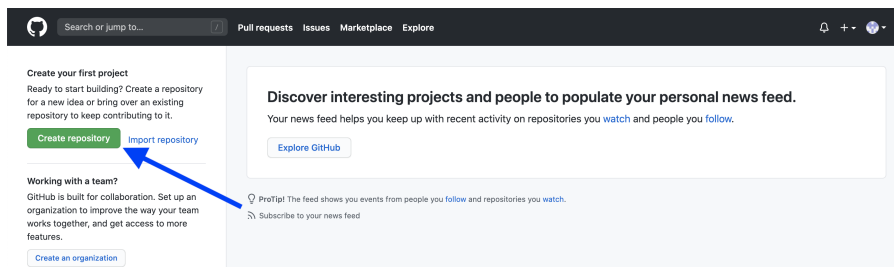 Search or jump to... /
Pull requests Issues Marketplace Explore
Create your first project
Ready to start building? Create a repository
for a new idea or bring over an existing
repository to keep contributing to it.
Create repository Import repository
Working with a team?
GitHub is built for collaboration. Set up an
organization to improve the way your team
works together, and get access to more
features.
Create an organization
Discover interesting projects and people to populate your personal news feed.
Your news feed helps you keep up with recent activity on repositories you watch and people you follow.
Explore GitHub
ProTip! The feed shows you events from people you follow and repositories you watch.
Subscribe to your news feed